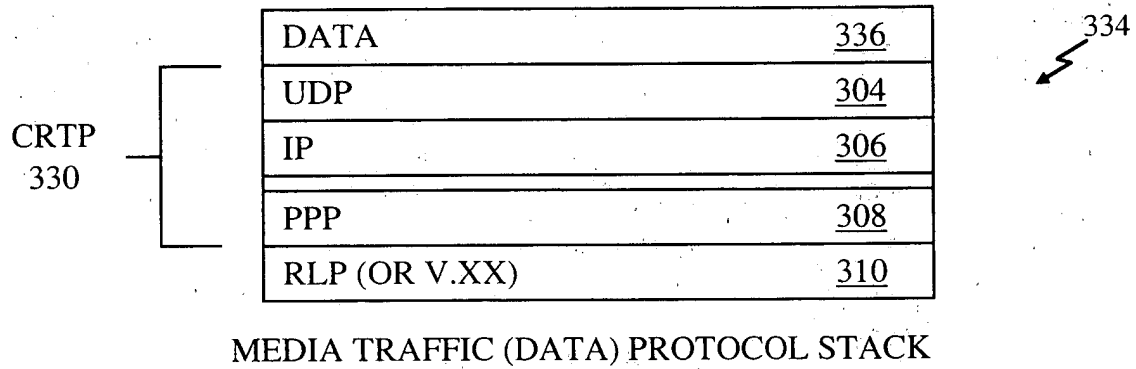 DATA 336
334
UDP 304
CRTP
330
IP 306
PPP 308
RLP (OR V.XX) 310
MEDIA TRAFFIC (DATA) PROTOCOL STACK